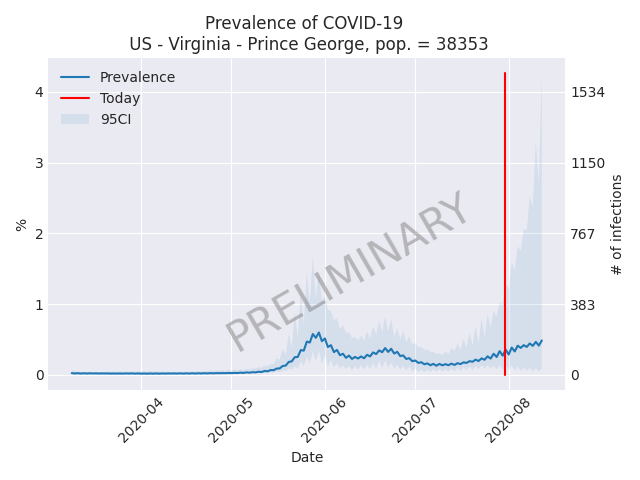 Prevalence of COVID-19
US - Virginia - Prince George, pop. = 38353
Prevalence
Today
95CI
4
3
2
1
0
%
1534
1150
767
383
0
# of infections
PRELIMINARY
2020-04
2020-05
2020-06
2020-07
2020-08
Date